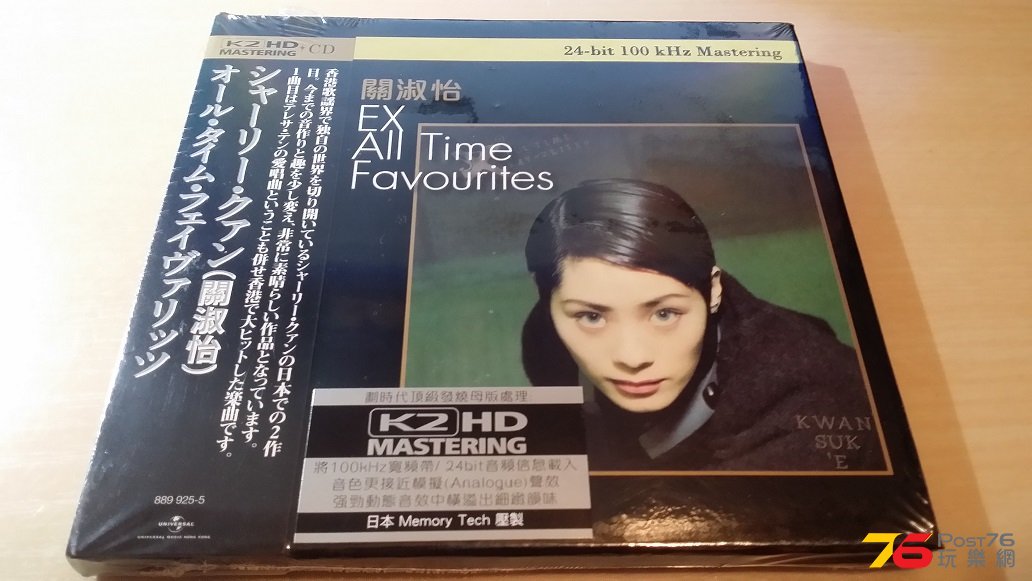 K2 HD + CD
MASTERING
24-bit 100 kHz Mastering
香港歌謡界で独自の世界を切り開いているシャーリー・クァンの日本での2作
目。今までの音作りと趣を少し変え、非常に素晴らしい作品となっています。
1曲目はテレサ・テンの愛唱曲ということも併せ香港で大ヒットした楽曲です。
シャーリー・クァン(關淑怡)
オール・タイム・フェイヴァリッツ
889 925-5
UNIVERSAL
UNIVERSAL MUSIC HONG KONG
關淑怡
EX
All Time
Favourites
KWAN
SUK
'E
劃時代頂級發燒母版處理:
K2 HD
MASTERING
將100kHz寬頻帶/ 24bit音頻信息載入
音色更接近模擬(Analogue)聲效
强勁動態音效中橫溢出細緻韻味
日本 Memory Tech 壓製
76 POST76
玩樂網